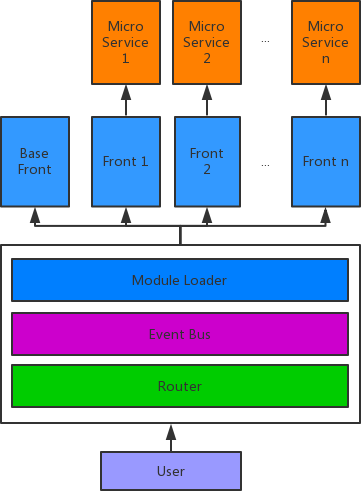 Micro
Service
1
Micro
Service
2
...
Micro
Service
n
Base
Front
Front 1
Front
2
...
Front n
Module Loader
Event Bus
Router
User